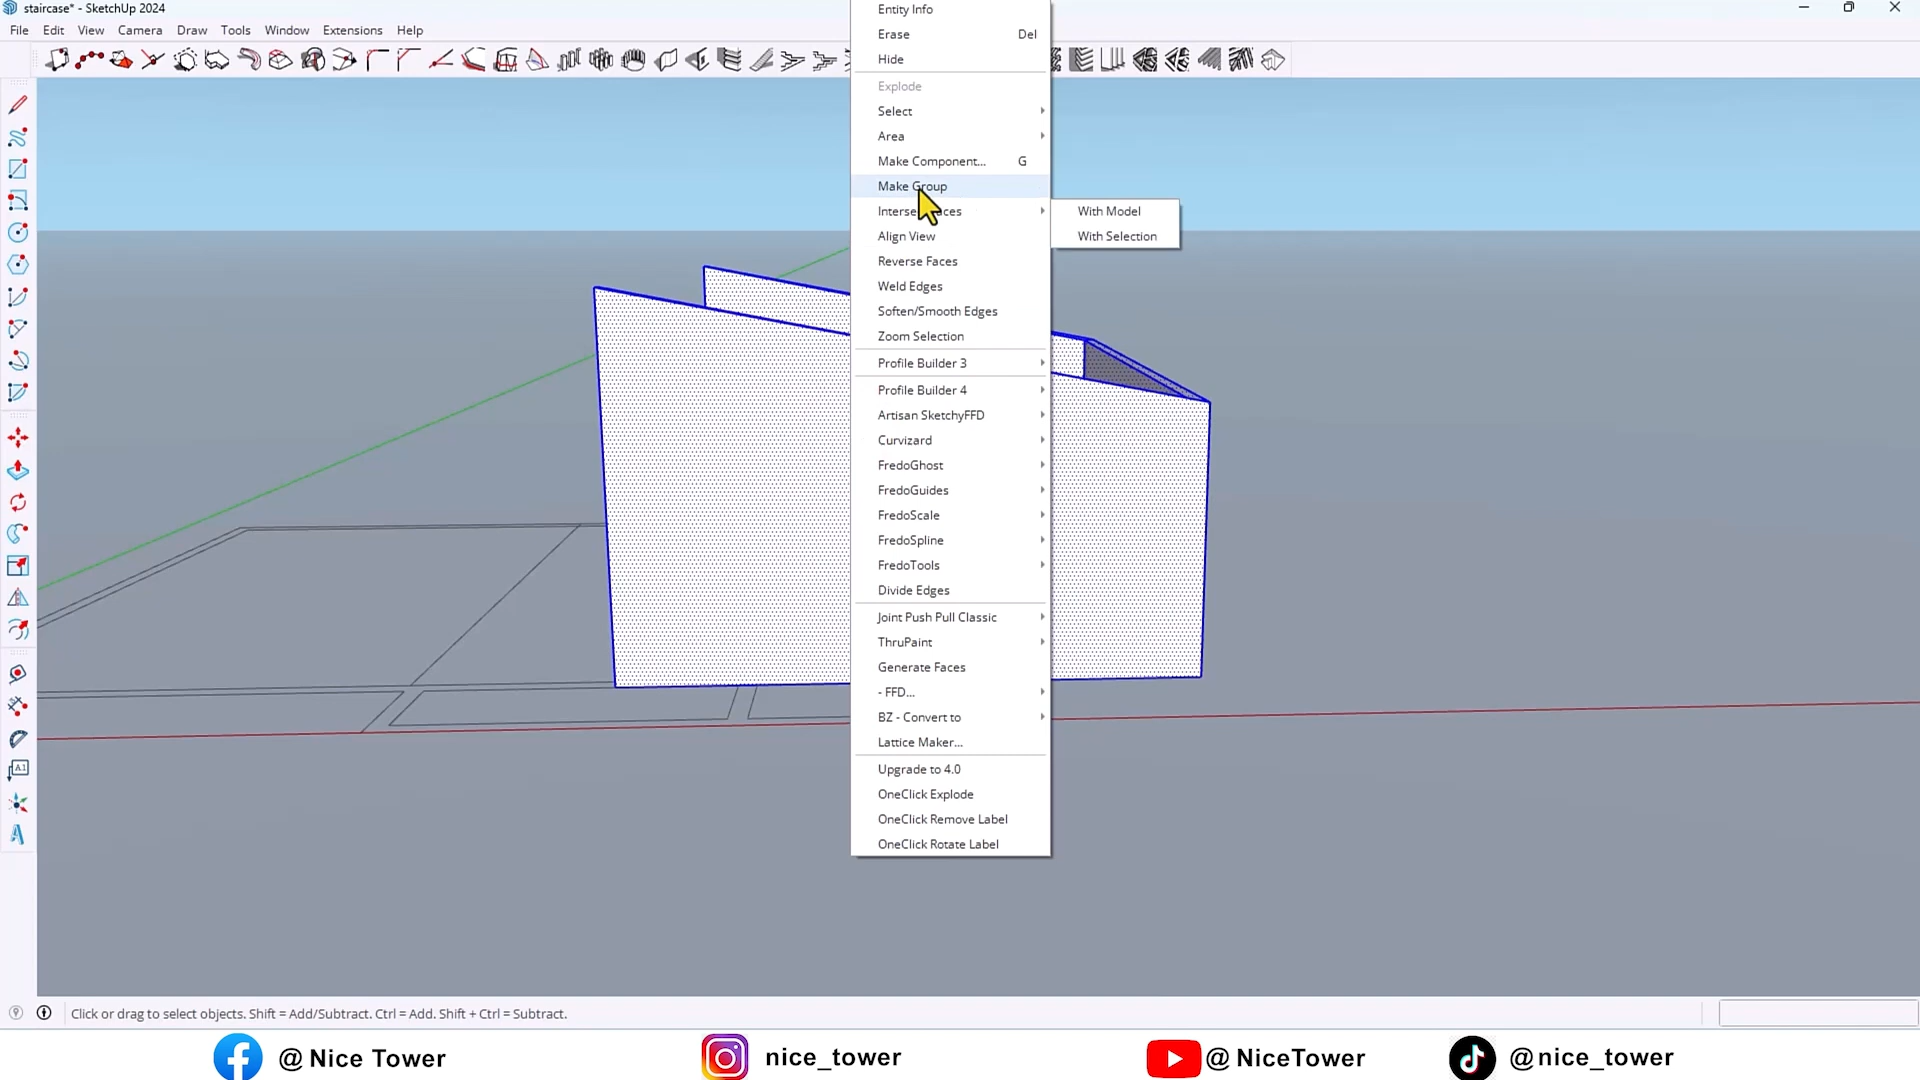 staircase* - SketchUp 2024
File Edit View Camera Draw Tools Window Extensions Help
Entity Info
Erase Del
Hide
Explode
Select
Area
Make Component... G
Make Group
With Model
Align View
With Selection
Reverse Faces
Weld Edges
Soften/Smooth Edges
Zoom Selection
Profile Builder 3
Profile Builder 4
Artisan SketchyFFD
Curvizard
FredoGhost
FredoGuides
FredoScale
FredoSpline
FredoTools
Divide Edges
Joint Push Pull Classic
ThruPaint
Generate Faces
- FFD...
BZ - Convert to
Lattice Maker...
Upgrade to 4.0
OneClick Explode
OneClick Remove Label
OneClick Rotate Label
A1
Click or drag to select objects. Shift = Add/Subtract. Ctrl = Add. Shift + Ctrl = Subtract.
@ Nice Tower nice_tower @ NiceTower @nice_tower